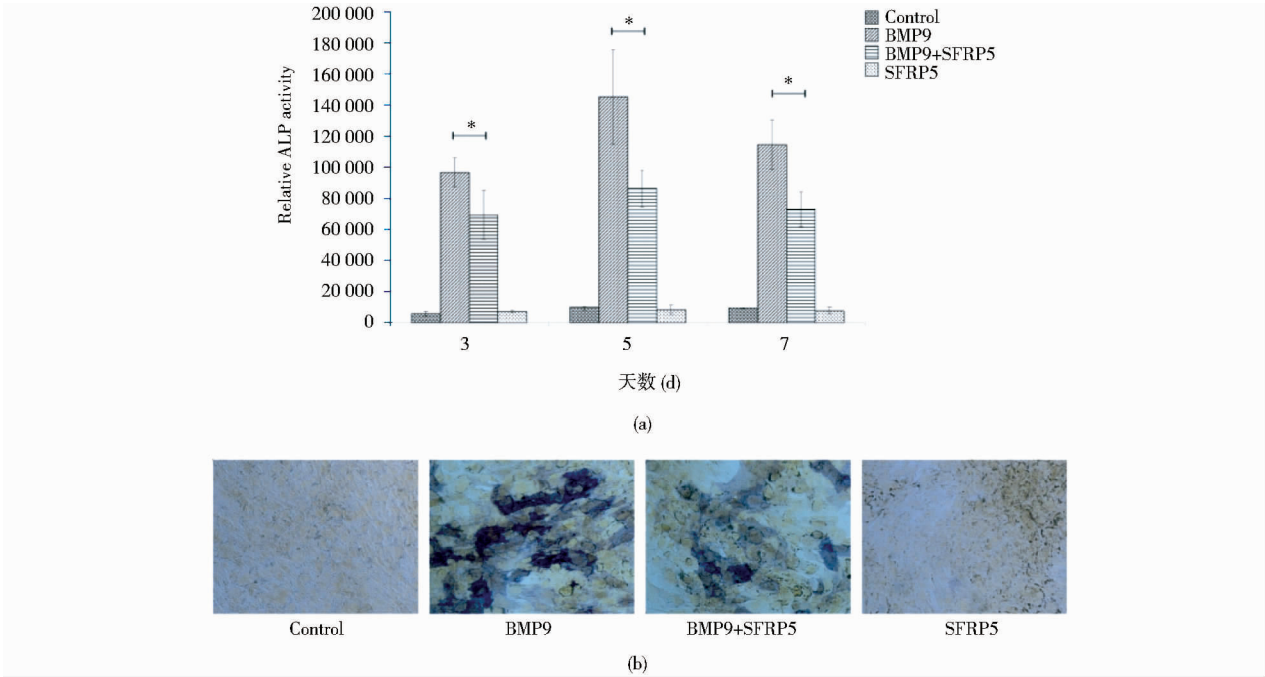 200 000
180 000
160 000
140 000
120 000
100 000
80 000
60 000
40 000
20 000
0
Relative ALP activity
*
*
*
Control
BMP9
BMP9+SFRP5
SFRP5
3
5
7
天数 (d)
(a)
Control
BMP9
BMP9+SFRP5
SFRP5
(b)